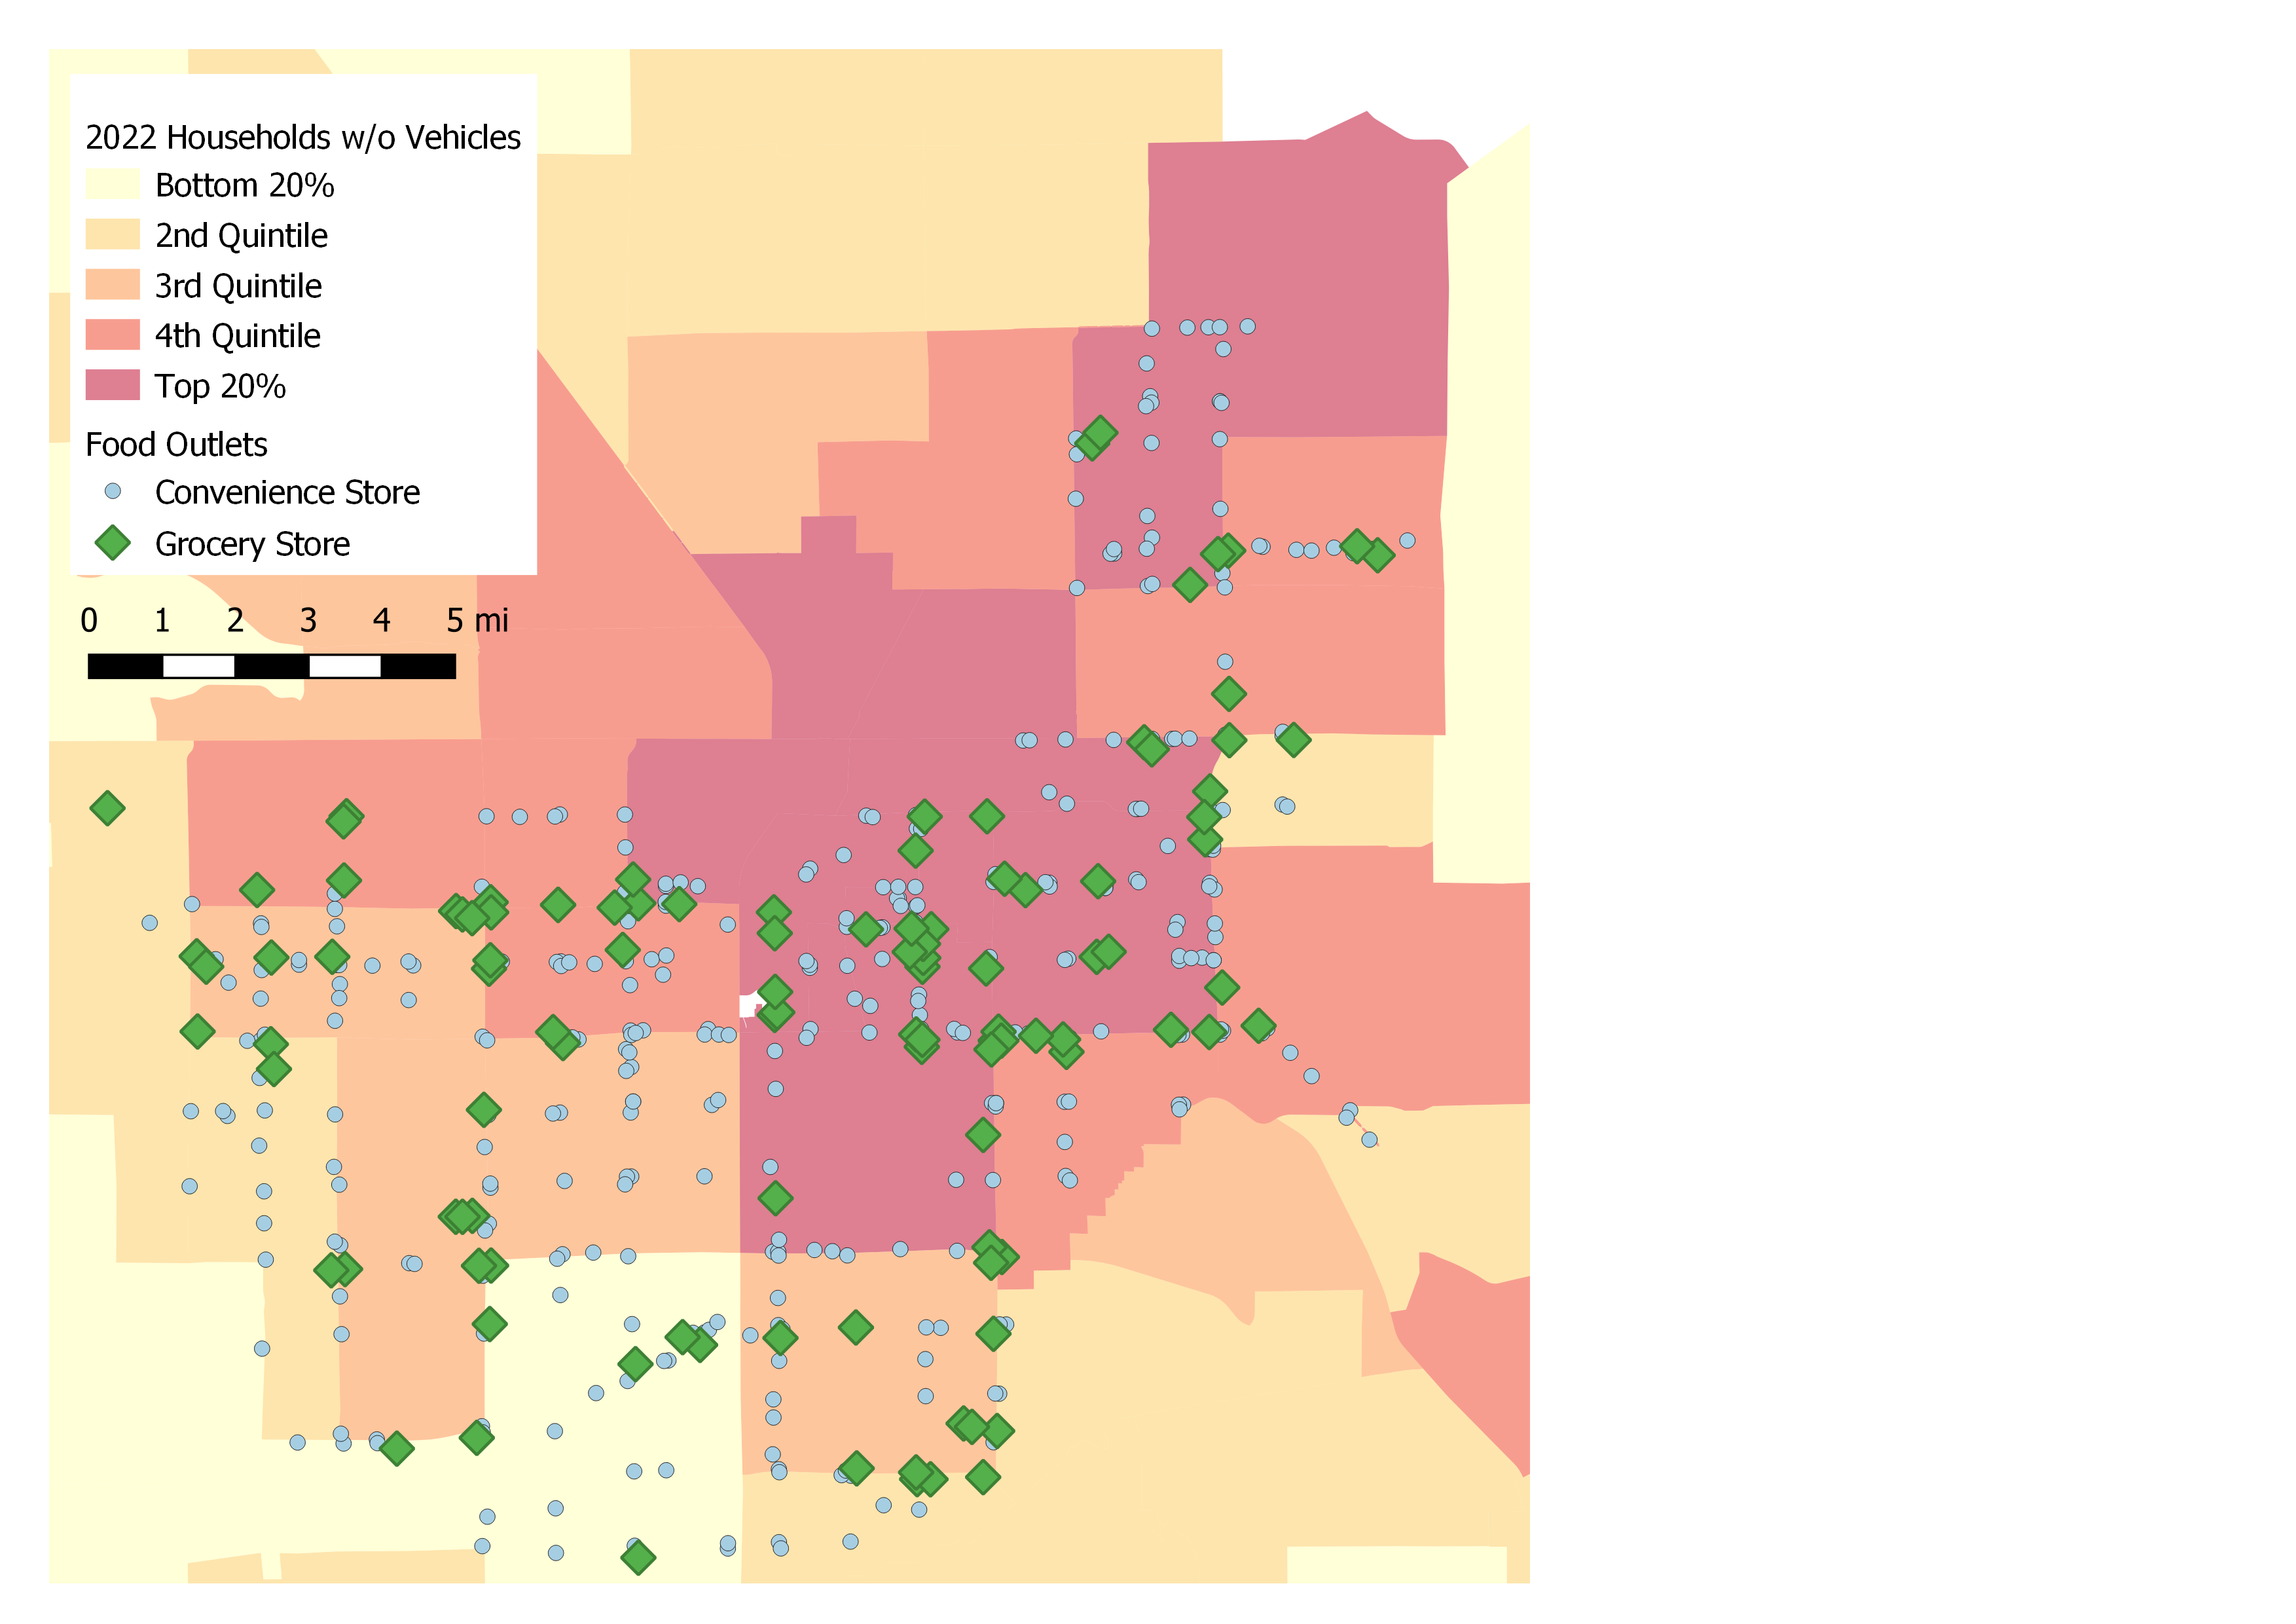 2022 Households w/o Vehicles
Bottom 20%
2nd Quintile
3rd Quintile
4th Quintile
Top 20%
Food Outlets
Convenience Store
Grocery Store
0 1 2 3 4 5 mi